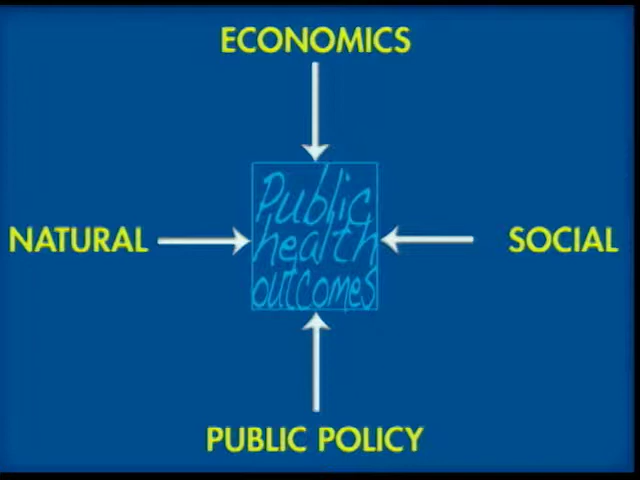 ECONOMICS
NATURAL
Public
health
outcomes
SOCIAL
PUBLIC POLICY